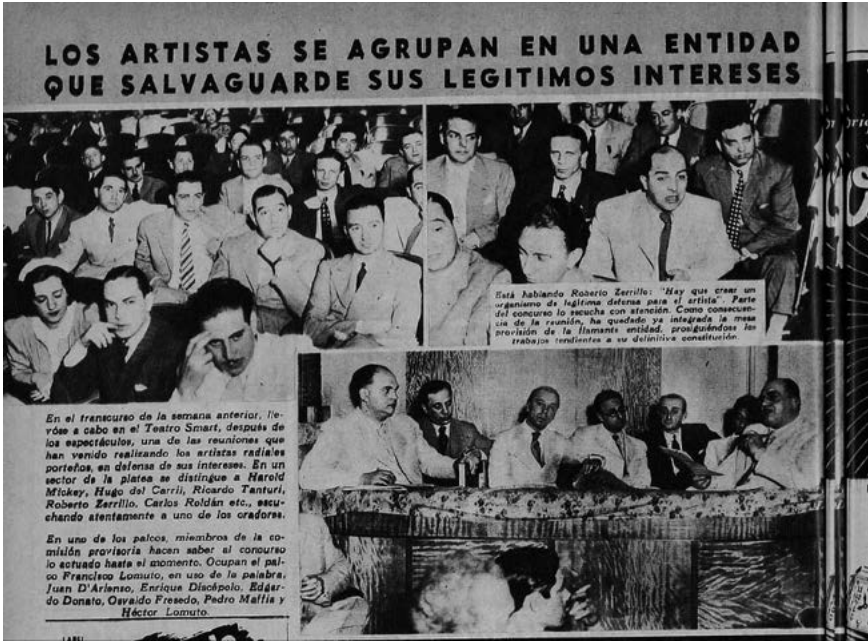 LOS ARTISTAS SE AGRUPAN EN UNA ENTIDAD
QUE SALVAGUARDE SUS LEGITIMOS INTERESES
Está hablando Roberto Zerrillo: "Hay que crear un
organismo de legítima defensa para el artista". Parte
del concurso lo escucha con atención. Como consecuen-
cia de la reunión, ha quedado ya integrada la mesa
provisión de la flamante entidad, prosiguiéndose los
trabajos tendientes a su definitiva constitución.
En el transcurso de la semana anterior, lle-
vóse a cabo en el Teatro Smart, después de
los espectáculos, una de las reuniones que
han venido realizando los artistas radiales
porteños, en defensa de sus intereses. En un
sector de la platea se distingue a Harold
Mickey, Hugo del Carril, Ricardo Tanturi,
Roberto Zerrillo, Carlos Roldán etc., escu-
chando atentamente a uno de los oradores.
En uno de los palcos, miembros de la co-
misión provisoria hacen saber al concurso
lo actuado hasta el momento. Ocupan el pal-
co Francisco Lomuto, en uso de la palabra,
Juan D'Arienso, Enrique Discépolo, Edgar-
do Donato, Osvaldo Fresedo, Pedro Maffia y
Héctor Lomuto.